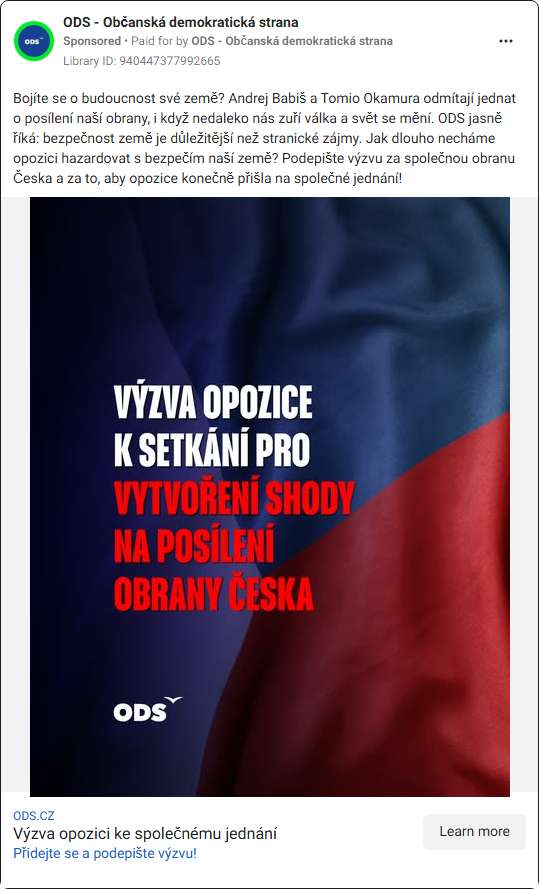 ODS - Občanská demokratická strana
Sponsored • Paid for by ODS - Občanská demokratická strana
Library ID: 940447377992665
Bojíte se o budoucnost své země? Andrej Babiš a Tomio Okamura odmítají jednat
o posílení naší obrany, i když nedaleko nás zuří válka a svět se mění. ODS jasně
říká: bezpečnost země je důležitější než stranické zájmy. Jak dlouho necháme
opozici hazardovat s bezpečím naší země? Podepište výzvu za společnou obranu
Česka a za to, aby opozice konečně přišla na společné jednání!
VÝZVA OPOZICE
K SETKÁNÍ PRO
VYTVOŘENÍ SHODY
NA POSÍLENÍ
OBRANY ČESKA
ODS
ODS.CZ
Výzva opozici ke společnému jednání
Přidejte se a podepište výzvu!
Learn more